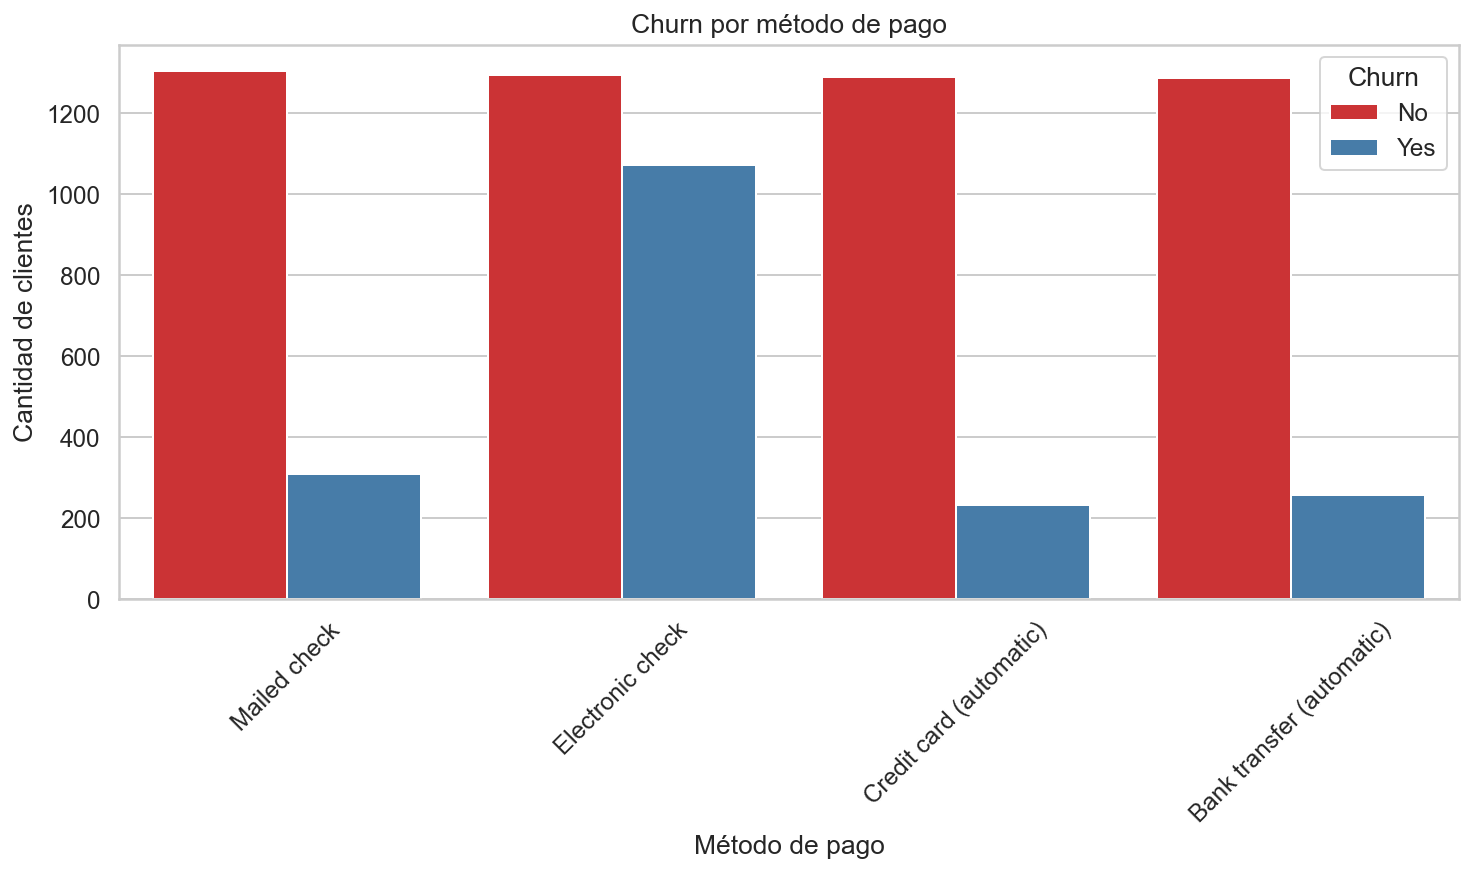 Churn por método de pago
Churn
No
Yes
Cantidad de clientes
1200
1000
800
600
400
200
0
Mailed check
Electronic check
Credit card (automatic)
Bank transfer (automatic)
Método de pago